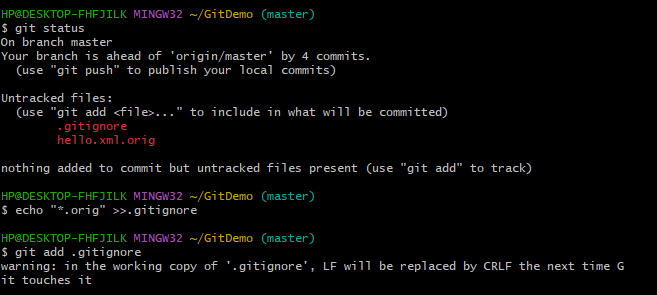 HP@DESKTOP-FHFJILK MINGW32 ~/GitDemo (master)
$ git status
On branch master
Your branch is ahead of 'origin/master' by 4 commits.
  (use "git push" to publish your local commits)

Untracked files:
  (use "git add <file>..." to include in what will be committed)
        .gitignore
        hello.xml.orig

nothing added to commit but untracked files present (use "git add" to track)

HP@DESKTOP-FHFJILK MINGW32 ~/GitDemo (master)
$ echo "*.orig" >>.gitignore

HP@DESKTOP-FHFJILK MINGW32 ~/GitDemo (master)
$ git add .gitignore
warning: in the working copy of '.gitignore', LF will be replaced by CRLF the next time G
it touches it